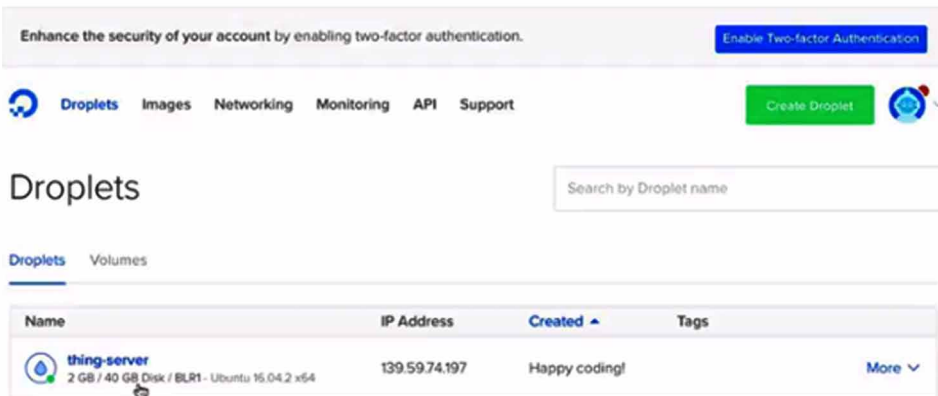 Enhance the security of your account by enabling two-factor authentication. Enable Two-factor Authentication
Droplets Images Networking Monitoring API Support Create Droplet
Droplets Search by Droplet name
Droplets Volumes
Name IP Address Created Tags
thing-server 139.59.74.197 Happy coding! More
2 GB / 40 GB Disk / BLR1 - Ubuntu 16.04.2 x64